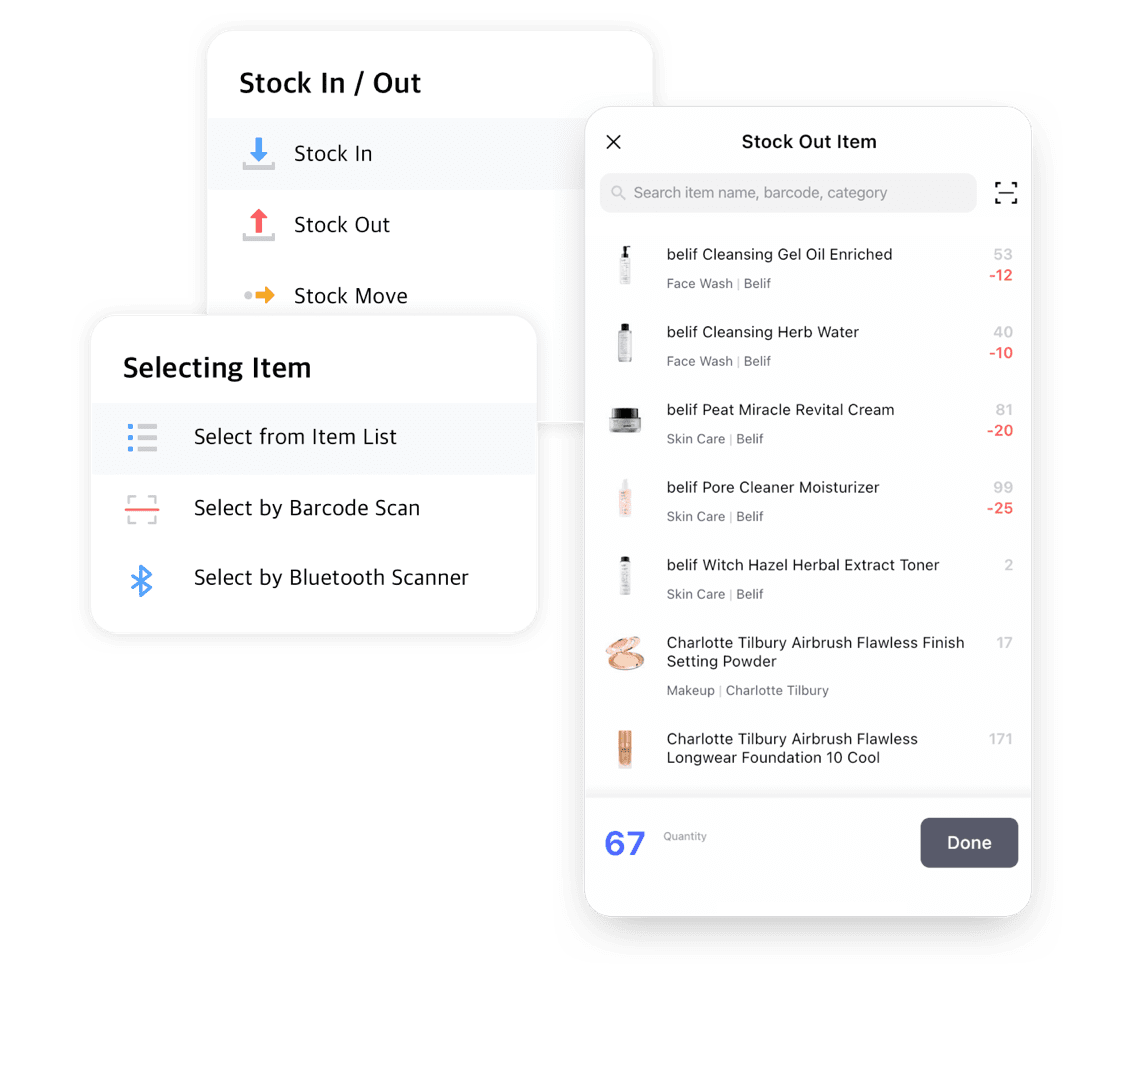 Stock In / Out
Stock In
Stock Out
Stock Move
Selecting Item
Select from Item List
Select by Barcode Scan
Select by Bluetooth Scanner
Stock Out Item
Search item name, barcode, category
belif Cleansing Gel Oil Enriched 53
Face Wash | Belif -12
belif Cleansing Herb Water 40
Face Wash | Belif -10
belif Peat Miracle Revital Cream 81
Skin Care | Belif -20
belif Pore Cleaner Moisturizer 99
Skin Care | Belif -25
belif Witch Hazel Herbal Extract Toner 2
Skin Care | Belif
Charlotte Tilbury Airbrush Flawless Finish 17
Setting Powder
Makeup | Charlotte Tilbury
Charlotte Tilbury Airbrush Flawless 171
Longwear Foundation 10 Cool
67 Quantity Done